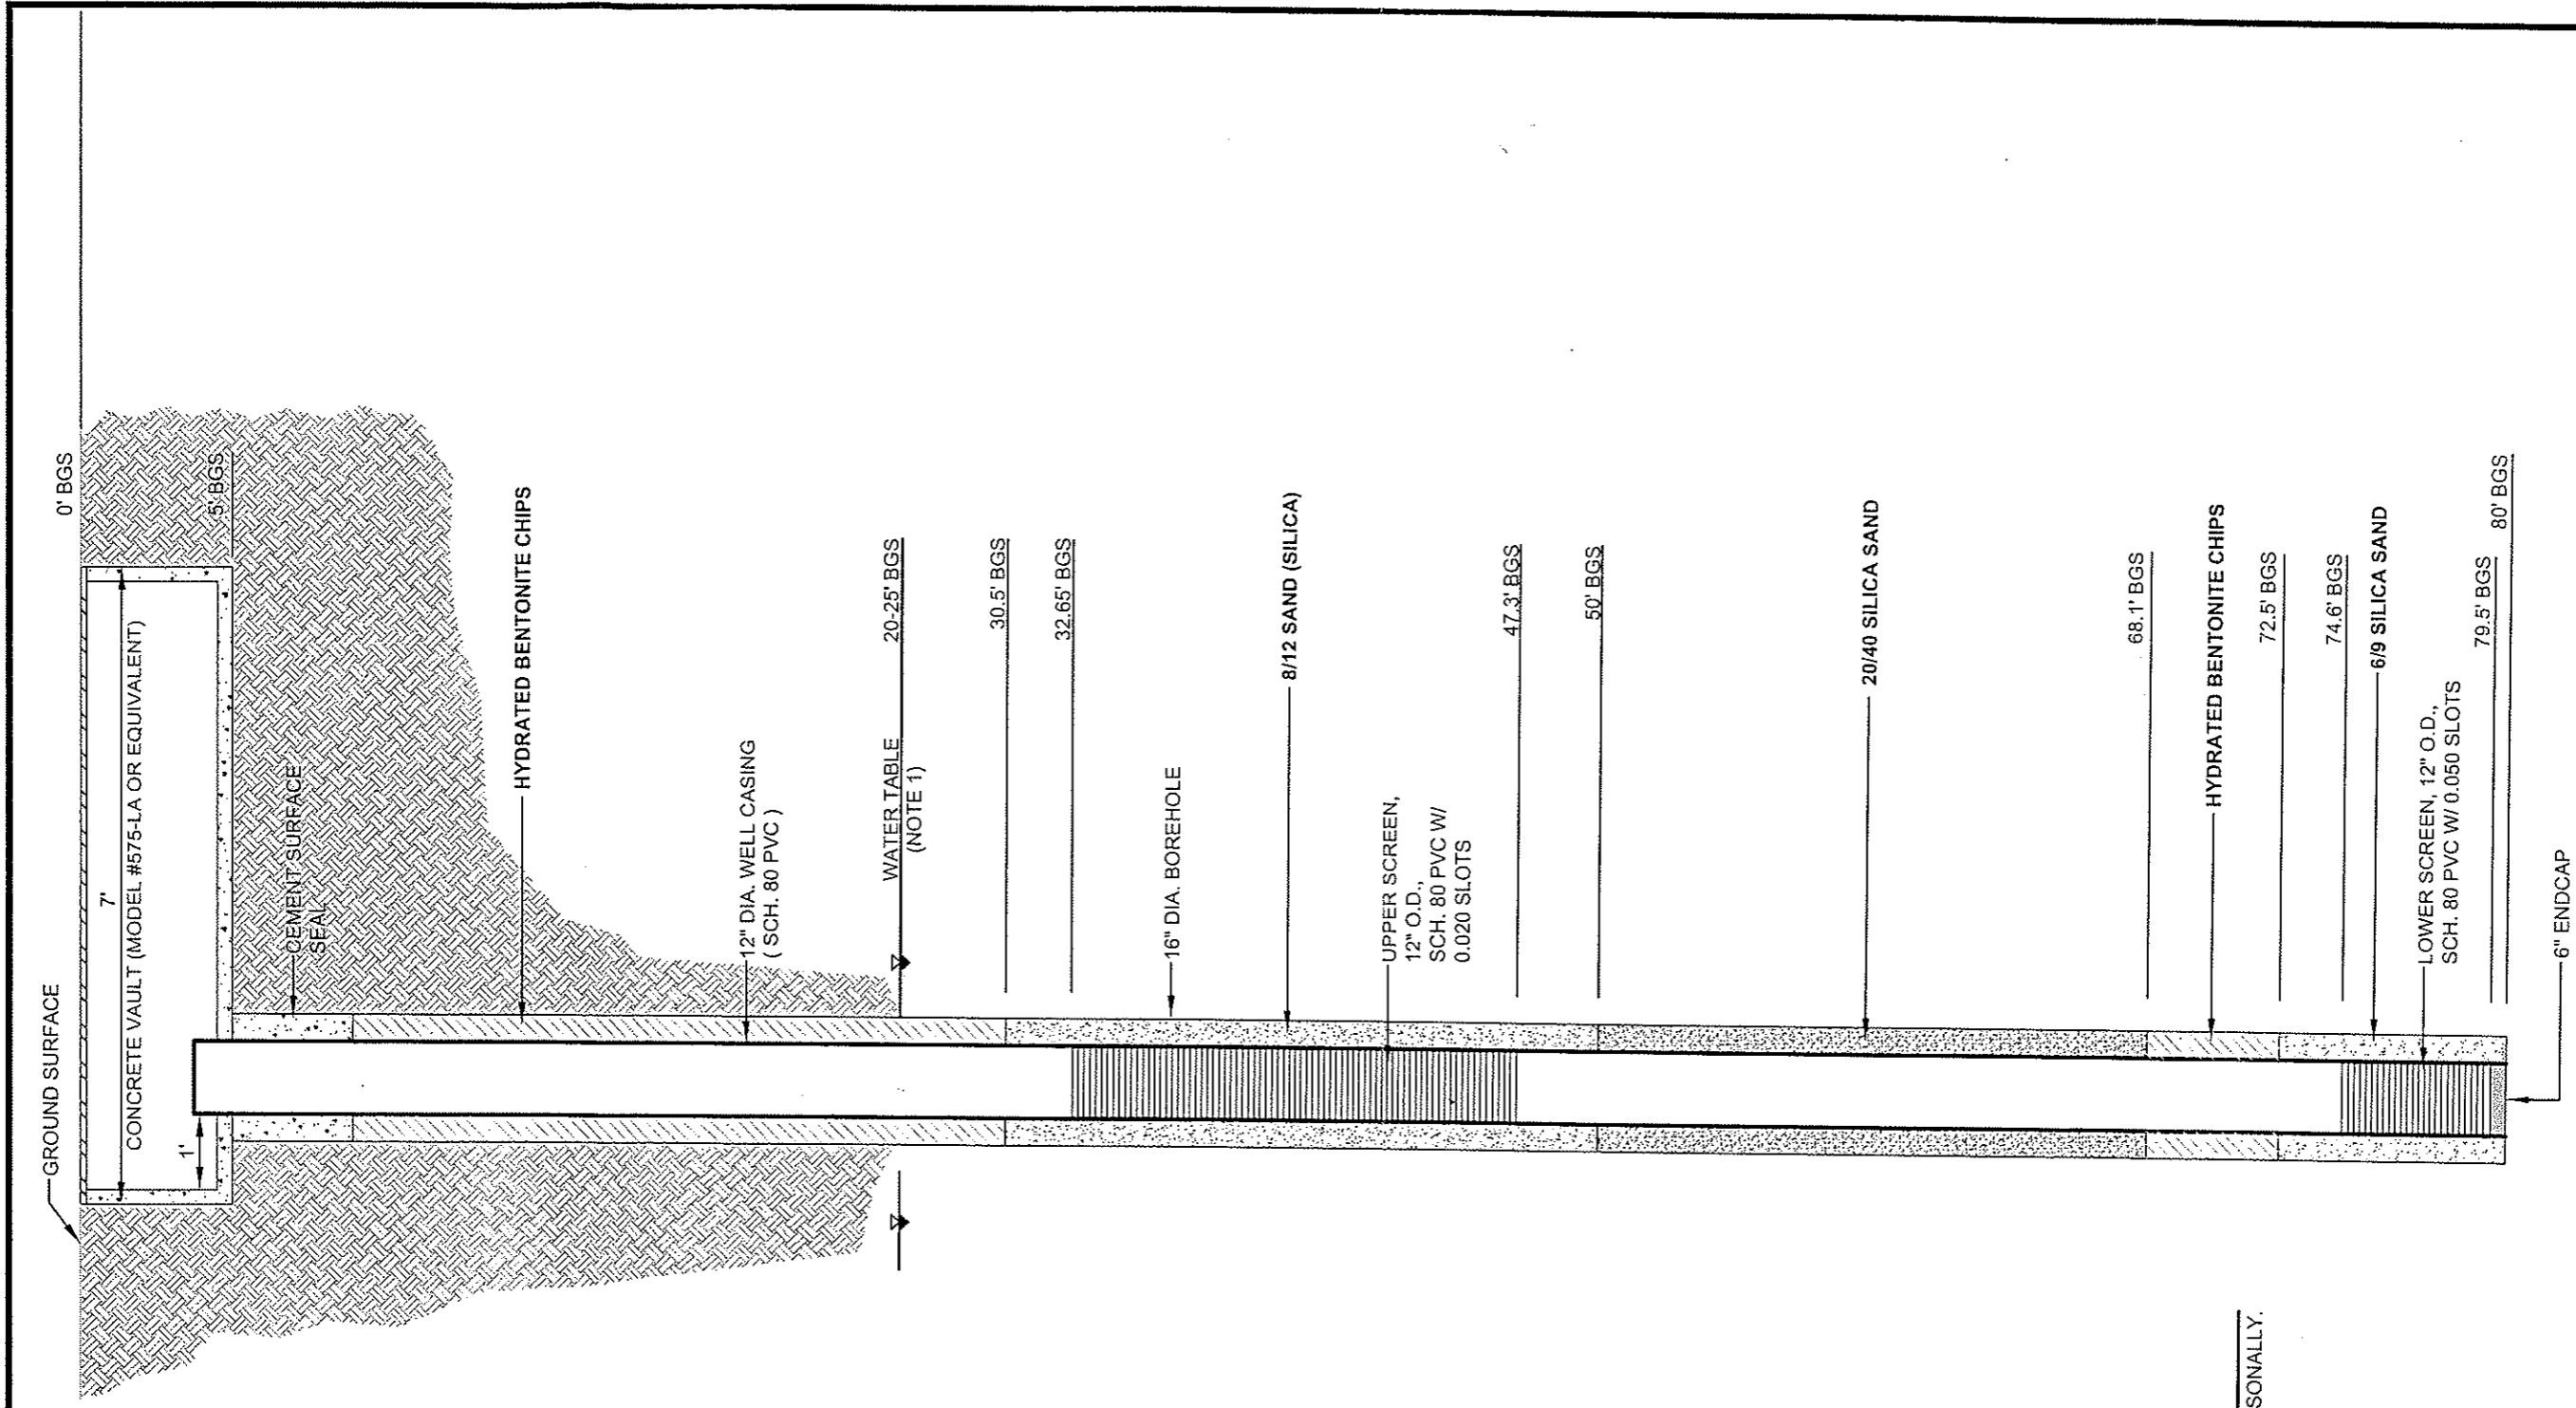 GROUND SURFACE
0' BGS
7'
CONCRETE VAULT (MODEL #575-LA OR EQUIVALENT)
1'
5' BGS
CEMENT SURFACE
SEAL
HYDRATED BENTONITE CHIPS
12" DIA. WELL CASING
( SCH. 80 PVC )
WATER TABLE
(NOTE 1)
20-25' BGS
30.5' BGS
32.65' BGS
16" DIA. BOREHOLE
8/12 SAND (SILICA)
UPPER SCREEN,
12" O.D.,
SCH. 80 PVC W/
0.020 SLOTS
47.3' BGS
50' BGS
20/40 SILICA SAND
68.1' BGS
HYDRATED BENTONITE CHIPS
72.5' BGS
74.6' BGS
6/9 SILICA SAND
LOWER SCREEN, 12" O.D.,
SCH. 80 PVC W/ 0.050 SLOTS
79.5' BGS
80' BGS
6" ENDCAP
SONALLY.